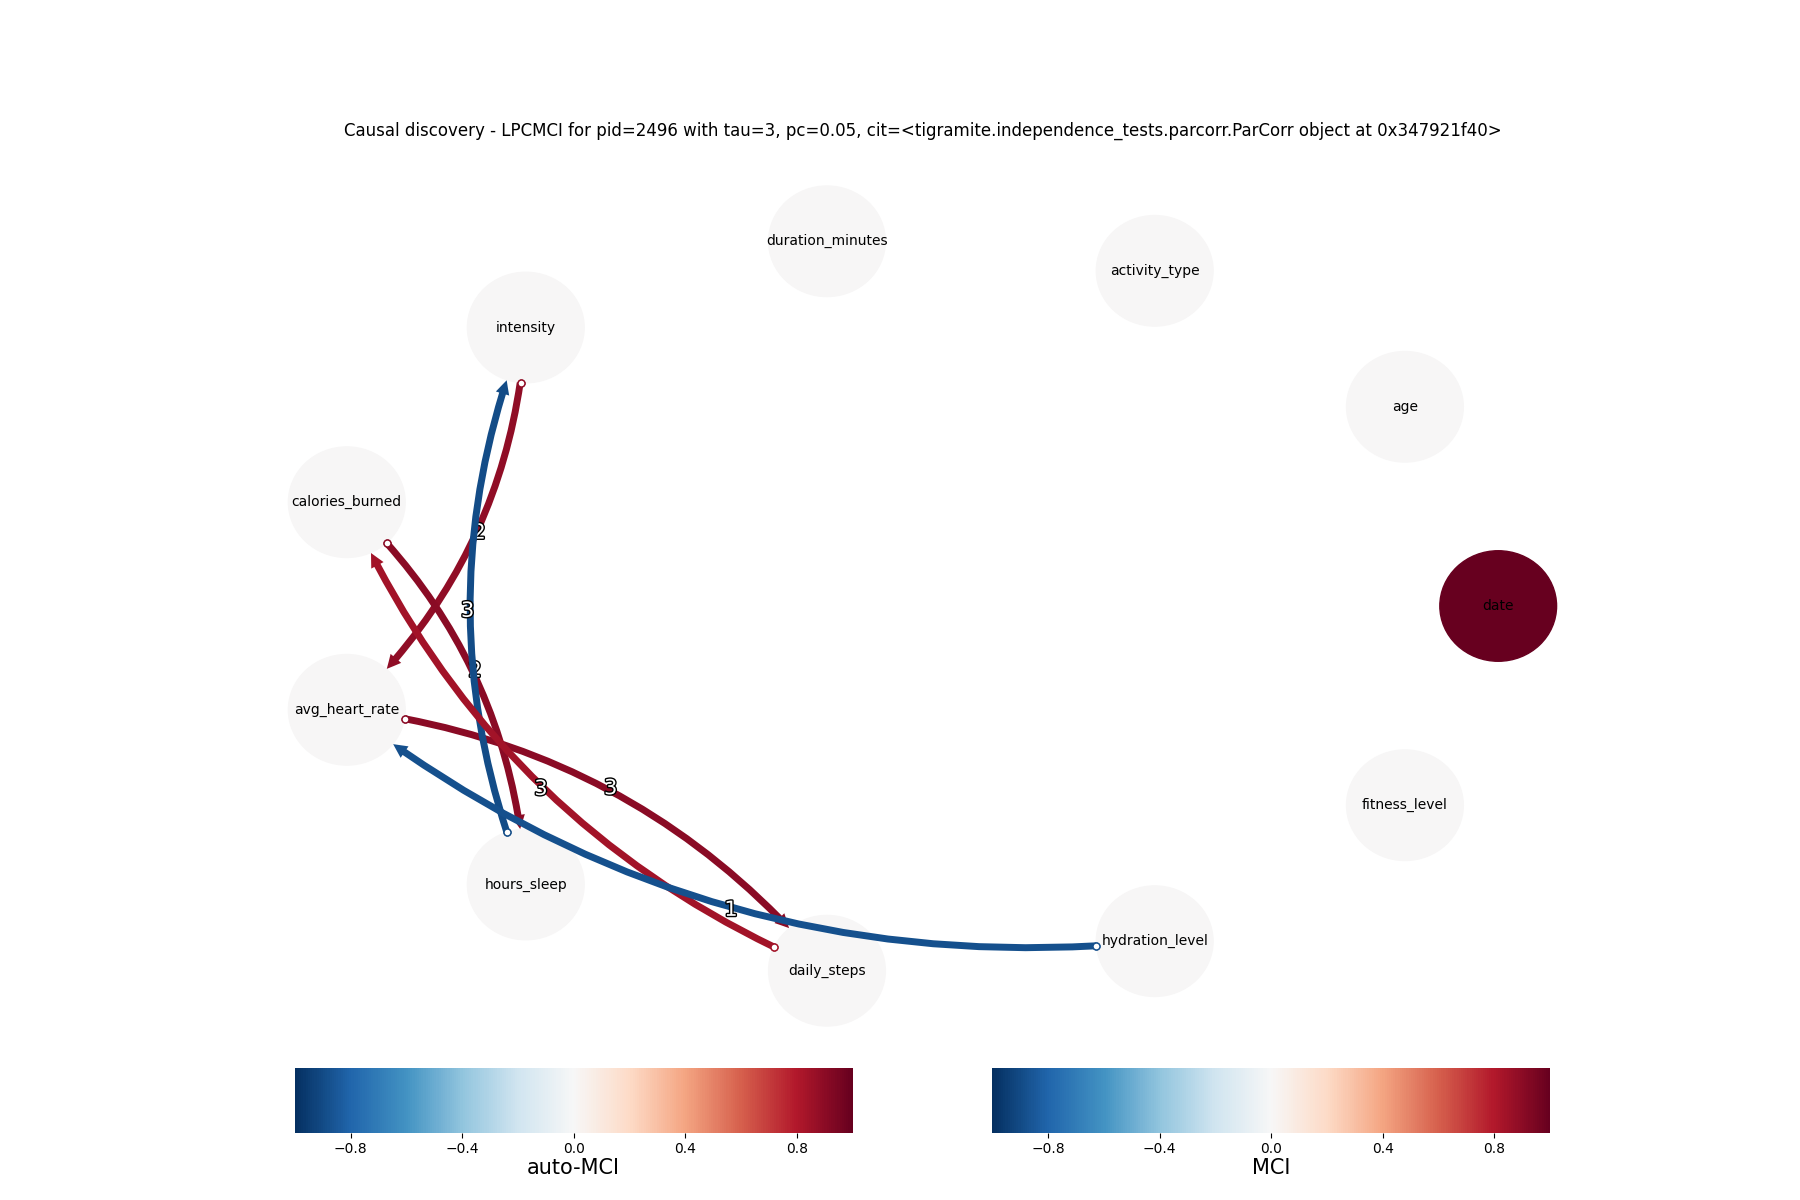 Causal discovery - LPCMCI for pid=2496 with tau=3, pc=0.05, cit=<tigramite.independence_tests.parcorr.ParCorr object at 0x347921f40>
duration_minutes
activity_type
intensity
age
calories_burned
2
3
date
2
avg_heart_rate
3
3
fitness_level
hours_sleep
1
hydration_level
daily_steps
−0.8 −0.4 0.0 0.4 0.8
auto-MCI
−0.8 −0.4 0.0 0.4 0.8
MCI